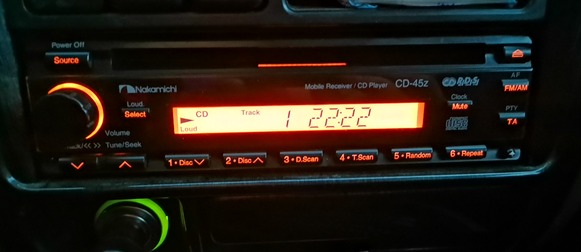 Power Off
Source
Nakamichi
Mobile Receiver / CD Player CD-45z
AF
FM/AM
Loud
Select
Clock
Mute
PTY
TA
CD Track 1 22:22
Loud
Volume
Tune/Seek
1 • Disc
2 • Disc
3 • D.Scan
4 • T.Scan
5 • Random
6 • Repeat